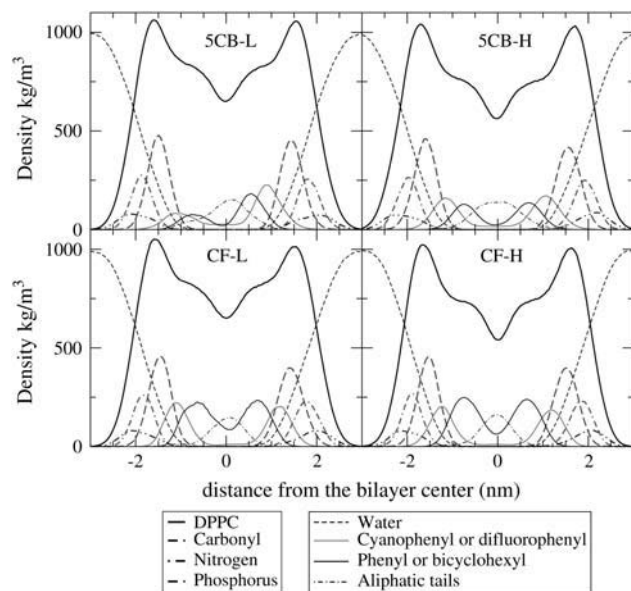 1000
5CB-L
5CB-H
Density kg/m³
500
0
1000
CF-L
CF-H
Density kg/m³
500
0
-2 0 2 -2 0 2
distance from the bilayer center (nm)
DPPC
Carbonyl
Nitrogen
Phosphorus
Water
Cyanophenyl or difluorophenyl
Phenyl or bicyclohexyl
Aliphatic tails